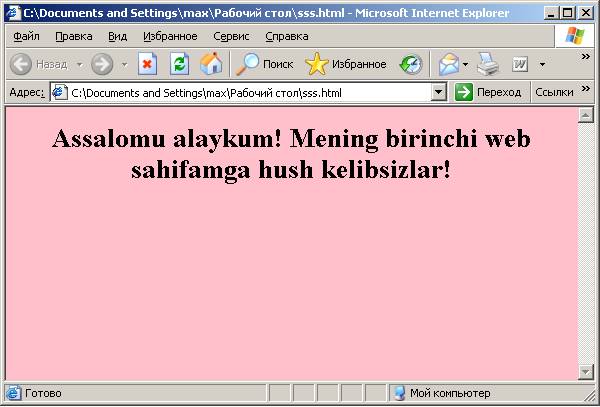 C:\Documents and Settings\max\Рабочий стол\sss.html - Microsoft Internet Explorer
Файл Правка Вид Избранное Сервис Справка
Назад Поиск Избранное W »
Адрес: C:\Documents and Settings\max\Рабочий стол\sss.html Переход Ссылки »
Assalomu alaykum! Mening birinchi web
sahifamga hush kelibsizlar!
Готово Мой компьютер